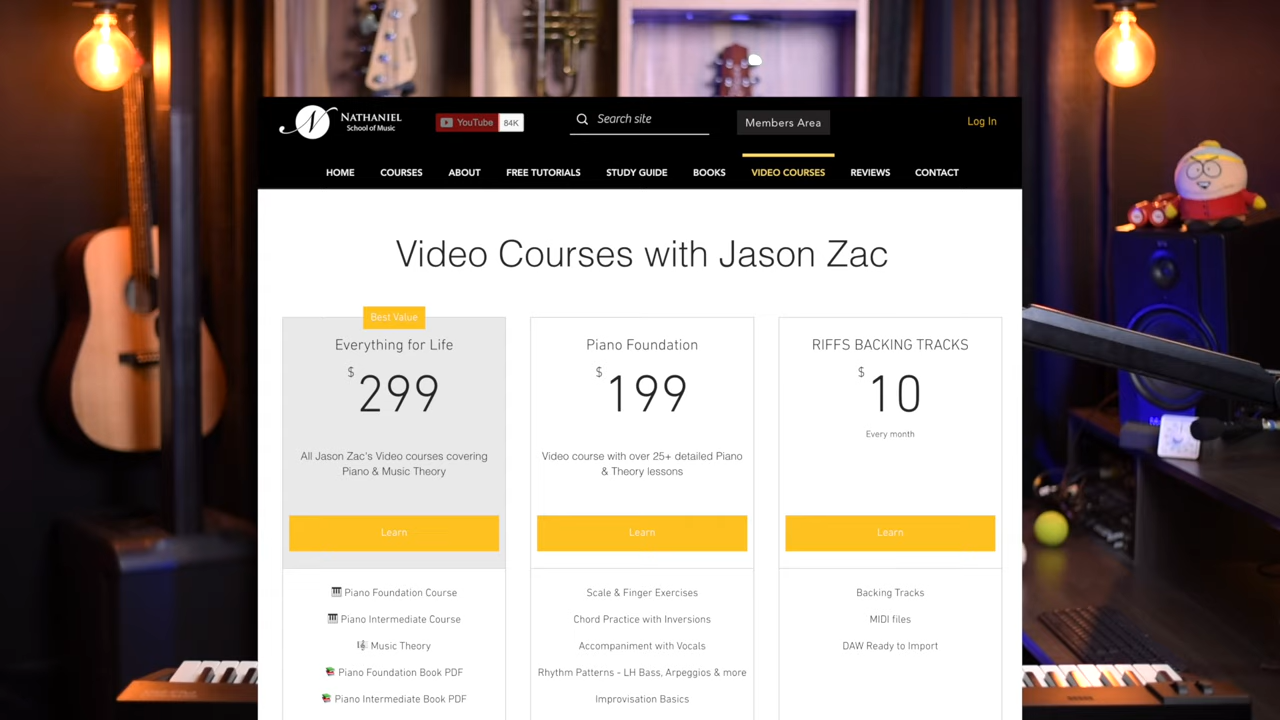 NATHANIEL
School of Music
YouTube 84K
Search site
Members Area
Log In
HOME COURSES ABOUT FREE TUTORIALS STUDY GUIDE BOOKS VIDEO COURSES REVIEWS CONTACT
Video Courses with Jason Zac
Best Value
Everything for Life
$ 299
All Jason Zac's Video courses covering
Piano & Music Theory
Learn
Piano Foundation Course
Piano Intermediate Course
Music Theory
Piano Foundation Book PDF
Piano Intermediate Book PDF
Piano Foundation
$ 199
Video course with over 25+ detailed Piano
& Theory lessons
Learn
Scale & Finger Exercises
Chord Practice with Inversions
Accompaniment with Vocals
Rhythm Patterns - LH Bass, Arpeggios & more
Improvisation Basics
RIFFS BACKING TRACKS
$ 10
Every month
Learn
Backing Tracks
MIDI files
DAW Ready to Import